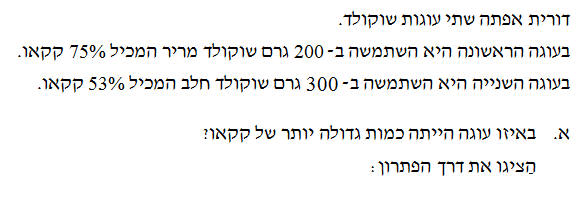 דורית אפתה שתי עוגות שוקולד.
בעוגה הראשונה היא השתמשה ב- 200 גרם שוקולד מריר המכיל 75% קקאו.
בעוגה השנייה היא השתמשה ב- 300 גרם שוקולד חלב המכיל 53% קקאו.
א. באיזו עוגה הייתה כמות גדולה יותר של קקאו?
הַציגו את דרך הפתרון: